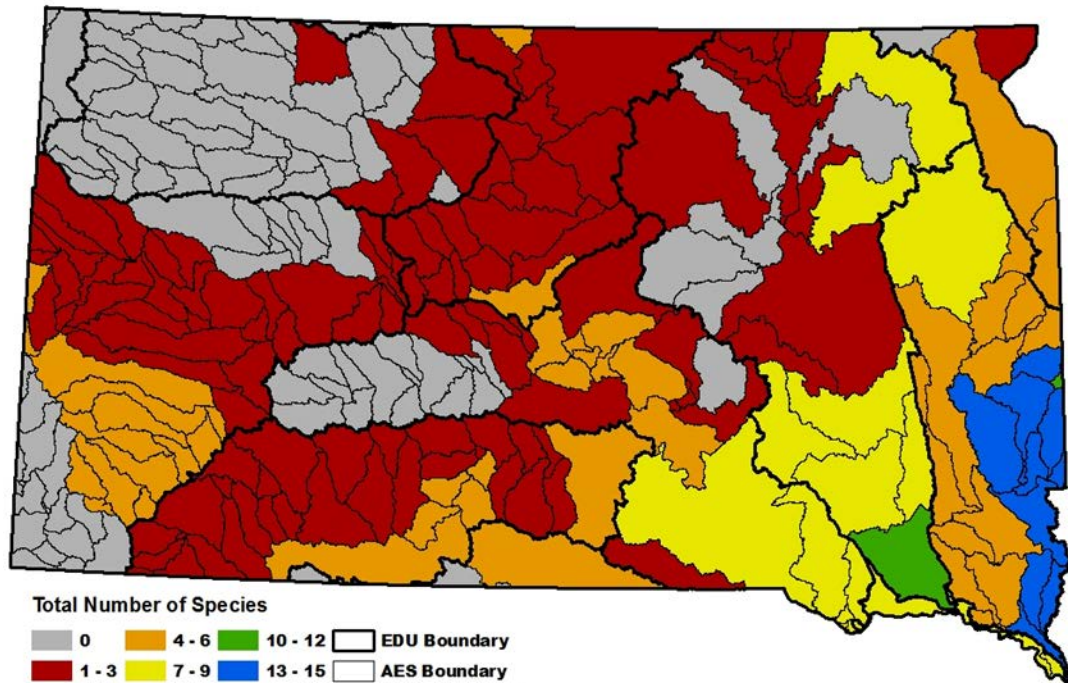 Total Number of Species
0 4 - 6 10 - 12 EDU Boundary
1 - 3 7 - 9 13 - 15 AES Boundary